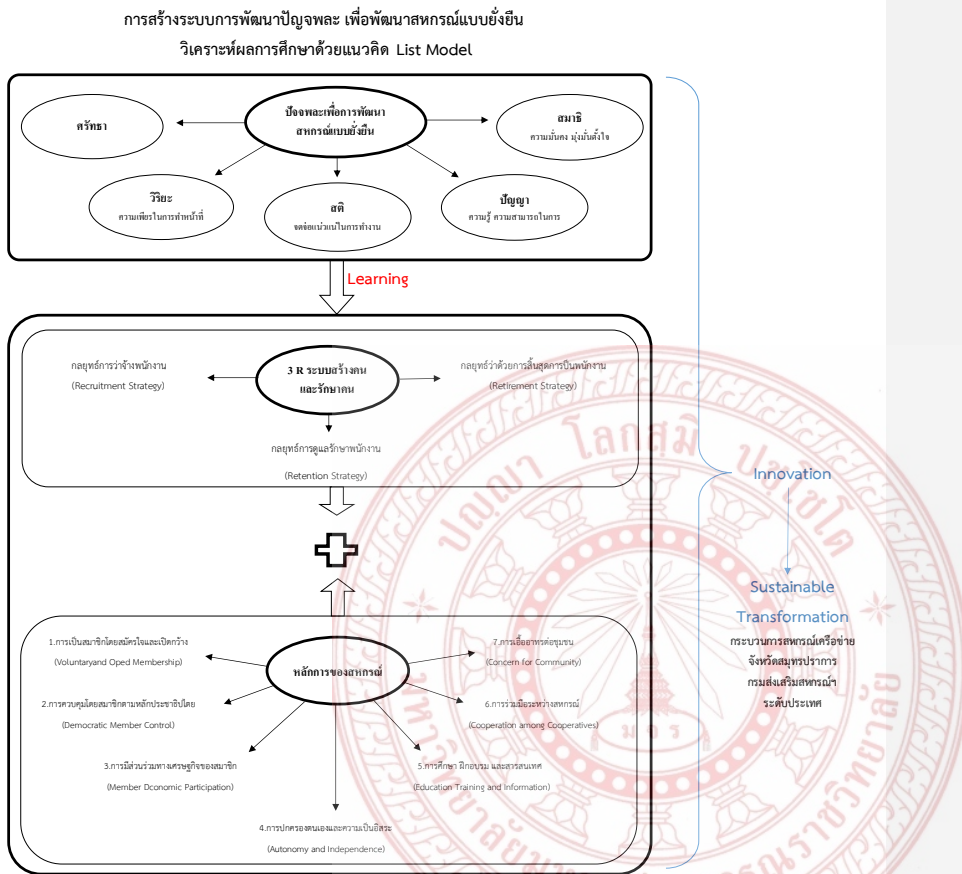 การสร้างระบบการพัฒนาปัญจพละ เพื่อพัฒนาสหกรณ์แบบยั่งยืน
วิเคราะห์ผลการศึกษาด้วยแนวคิด List Model
ปัจจพละเพื่อการพัฒนา
สหกรณ์แบบยั่งยืน
ศรัทธา
สมาธิ
ความมั่นคง มุ่งมั่นตั้งใจ
วิริยะ
ความเพียรในการทำหน้าที่
สติ
จดจ่อแน่วแน่ในการทำงาน
ปัญญา
ความรู้ ความสามารถในการ
Learning
3 R ระบบสร้างคน
และรักษาคน
กลยุทธ์การว่าจ้างพนักงาน
(Recruitment Strategy)
กลยุทธ์ว่าด้วยการสิ้นสุดการป็นพนักงาน
(Retirement Strategy)
กลยุทธ์การดูแลรักษาพนักงาน
(Retention Strategy)
หลักการของสหกรณ์
1.การเป็นสมาชิกโดยสมัครใจและเปิดกว้าง
(Voluntaryand Oped Membership)
2.การควบคุมโดยสมาชิกตามหลักประชาธิปไตย
(Democratic Member Control)
3.การมีส่วนร่วมทางเศรษฐกิจของสมาชิก
(Member Dconomic Participation)
4.การปกครองตนเองและความเป็นอิสระ
(Autonomy and Independence)
5.การศึกษา ฝึกอบรม และสารสนเทศ
(Education Training and Information)
6.การร่วมมือระหว่างสหกรณ์
(Cooperation among Cooperatives)
7.การเอื้ออาทรต่อชุมชน
(Concern for Community)
Innovation
Sustainable
Transformation
กระบวนการสหกรณ์เครือข่าย
จังหวัดสมุทรปราการ
กรมส่งเสริมสหกรณ์ฯ
ระดับประเทศ
ปญฺญา โลกสฺมิ ปชฺโชโต
ม จ ร